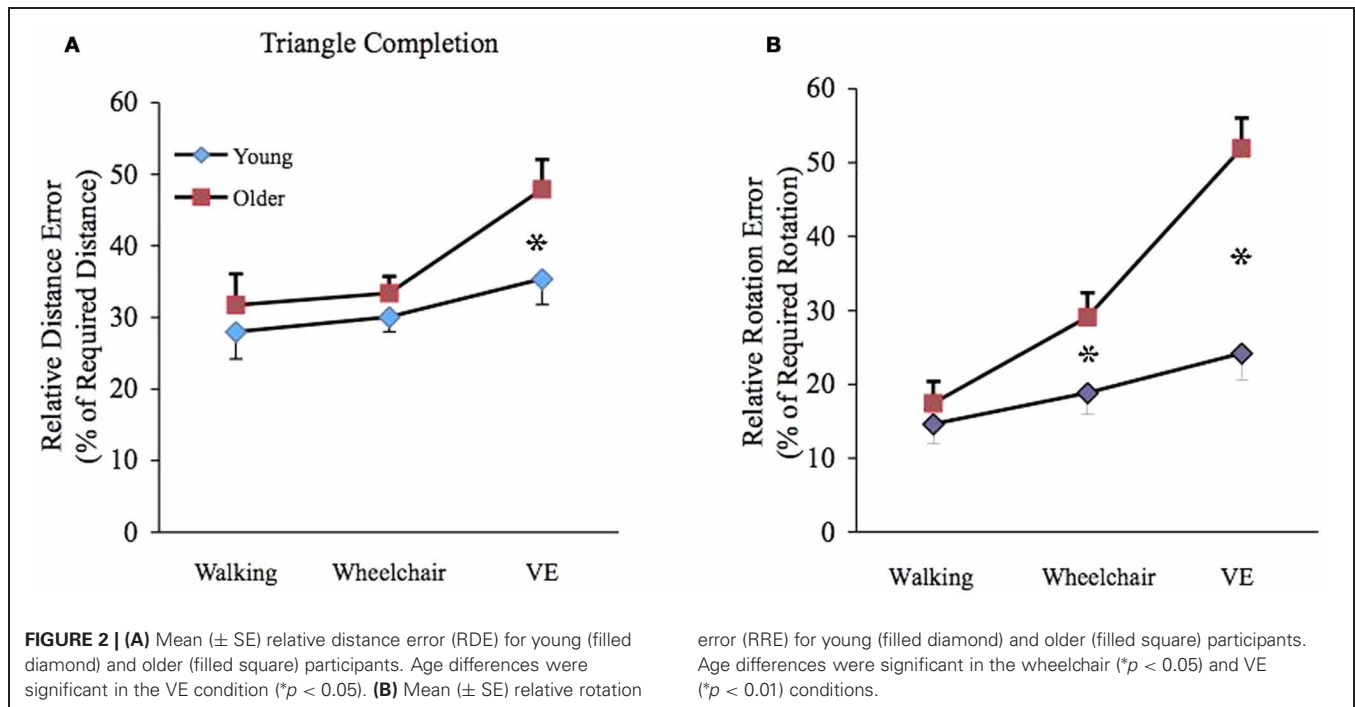 A
Triangle Completion
Relative Distance Error
(% of Required Distance)
60
50
40
30
20
10
0
Young
Older
*
Walking Wheelchair VE
B
Relative Rotation Error
(% of Required Rotation)
60
50
40
30
20
10
0
*
*
Walking Wheelchair VE
FIGURE 2 | (A) Mean (± SE) relative distance error (RDE) for young (filled
diamond) and older (filled square) participants. Age differences were
significant in the VE condition (*p < 0.05). (B) Mean (± SE) relative rotation
error (RRE) for young (filled diamond) and older (filled square) participants.
Age differences were significant in the wheelchair (*p < 0.05) and VE
(*p < 0.01) conditions.